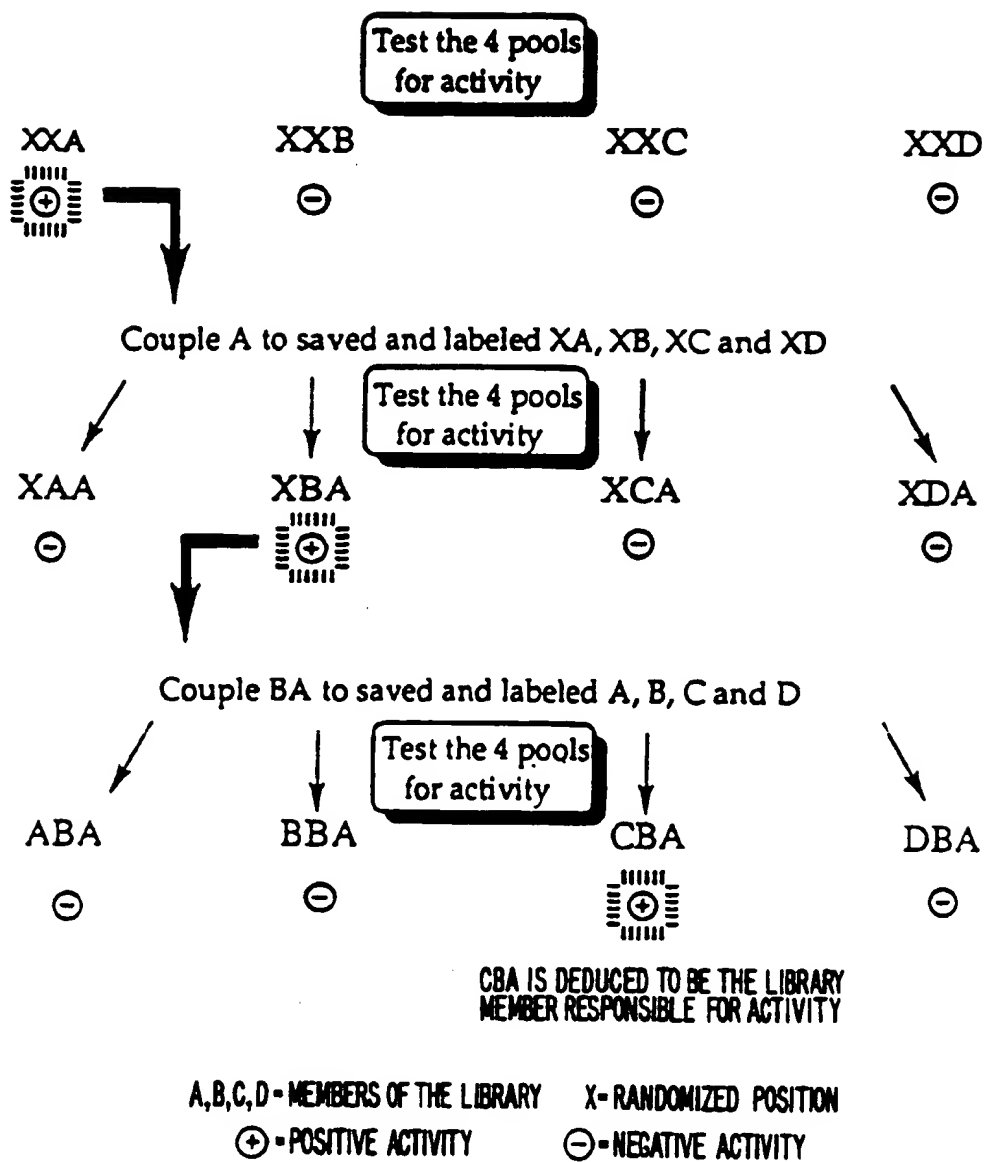 Test the 4 pools
for activity
XXA XXB XXC XXD
+ − − −
Couple A to saved and labeled XA, XB, XC and XD
Test the 4 pools
for activity
XAA XBA XCA XDA
− + − −
Couple BA to saved and labeled A, B, C and D
Test the 4 pools
for activity
ABA BBA CBA DBA
− − + −
CBA IS DEDUCED TO BE THE LIBRARY
MEMBER RESPONSIBLE FOR ACTIVITY
A,B,C,D=MEMBERS OF THE LIBRARY X=RANDOMIZED POSITION
+=POSITIVE ACTIVITY −=NEGATIVE ACTIVITY